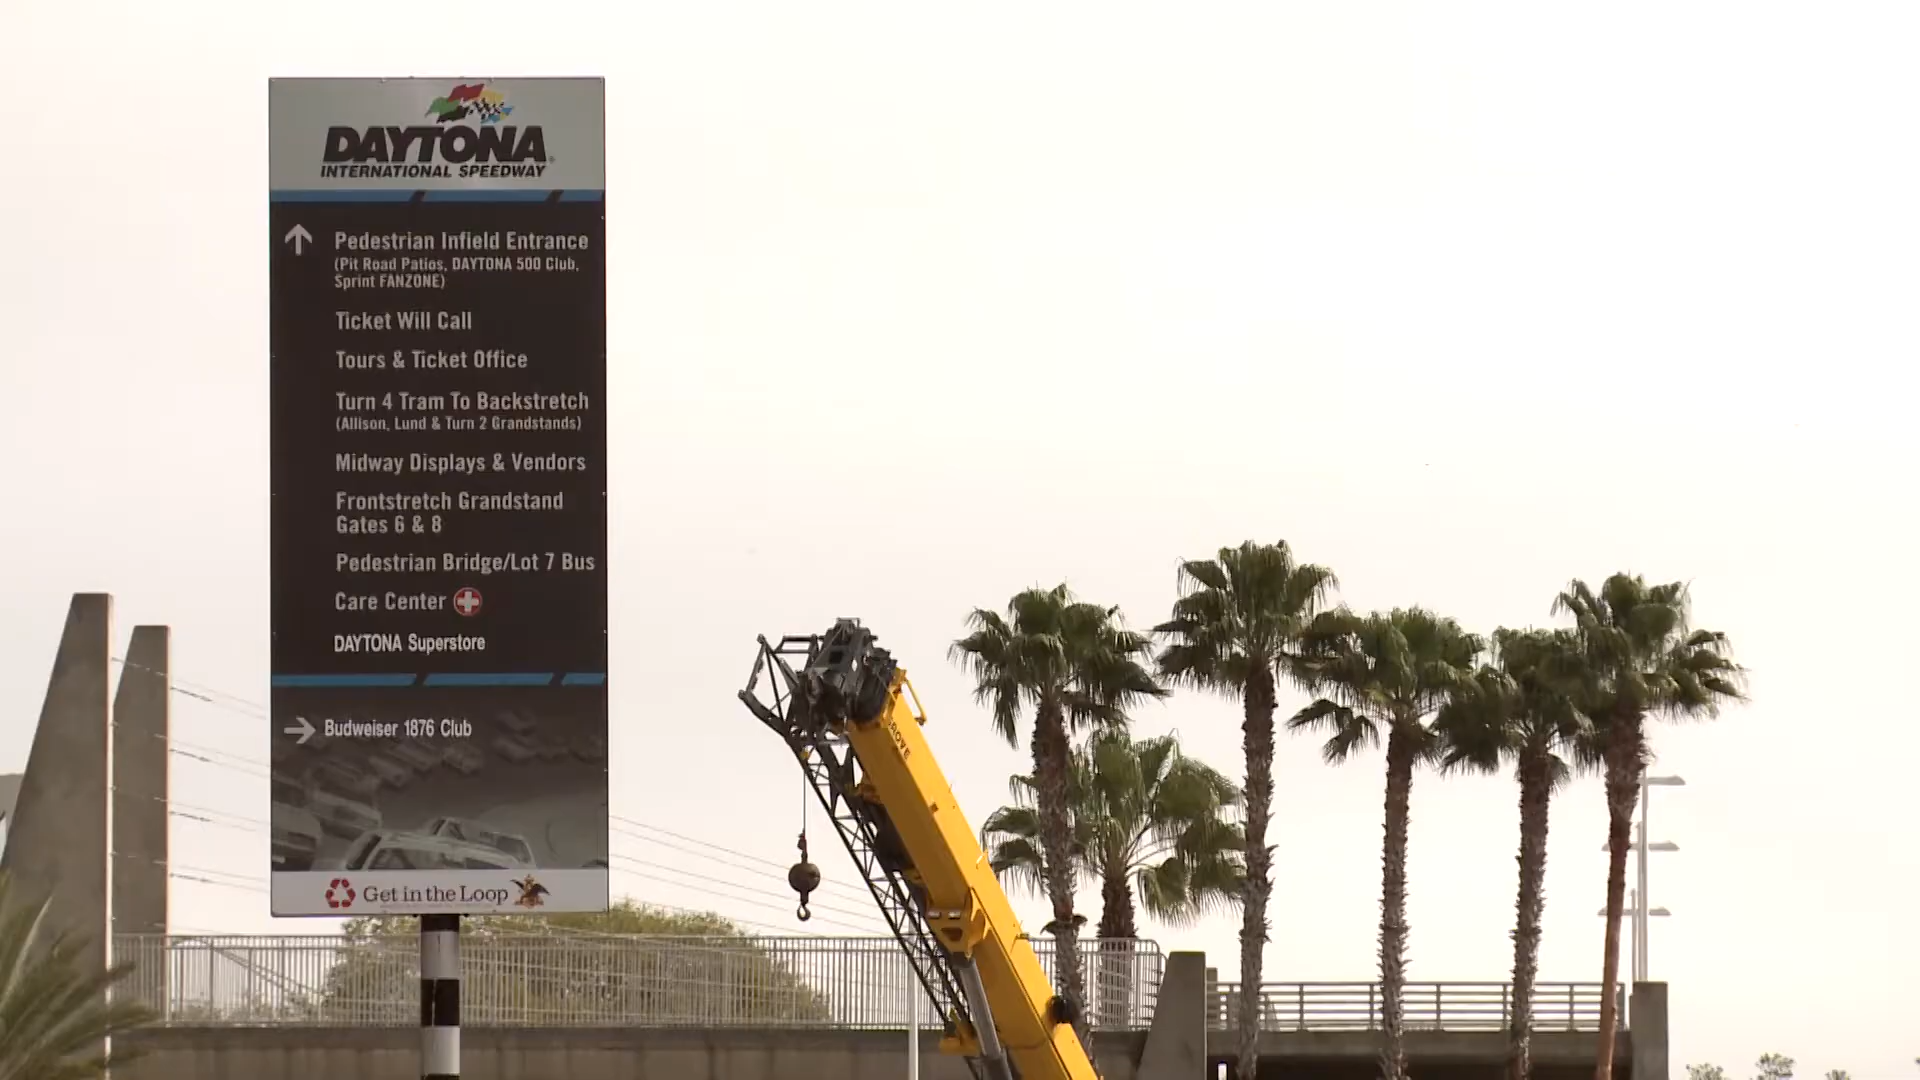 DAYTONA
INTERNATIONAL SPEEDWAY
Pedestrian Infield Entrance
(Pit Road Patios, DAYTONA 500 Club,
Sprint FANZONE)
Ticket Will Call
Tours & Ticket Office
Turn 4 Tram To Backstretch
(Allison, Lund & Turn 2 Grandstands)
Midway Displays & Vendors
Frontstretch Grandstand
Gates 6 & 8
Pedestrian Bridge/Lot 7 Bus
Care Center
DAYTONA Superstore
Budweiser 1876 Club
Get in the Loop
GROVE